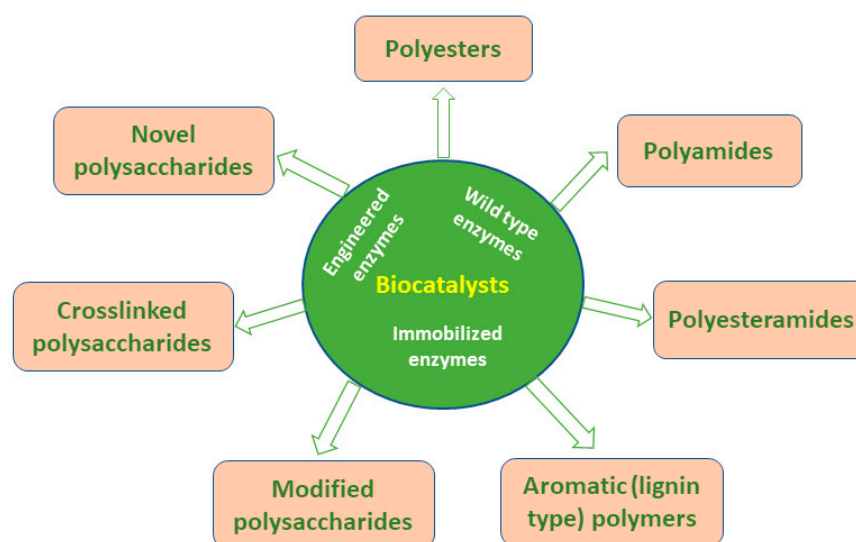 Polyesters
Novel
polysaccharides
Polyamides
Engineered
enzymes
Wild type
enzymes
Biocatalysts
Crosslinked
polysaccharides
Polyesteramides
Immobilized
enzymes
Modified
polysaccharides
Aromatic (lignin
type) polymers